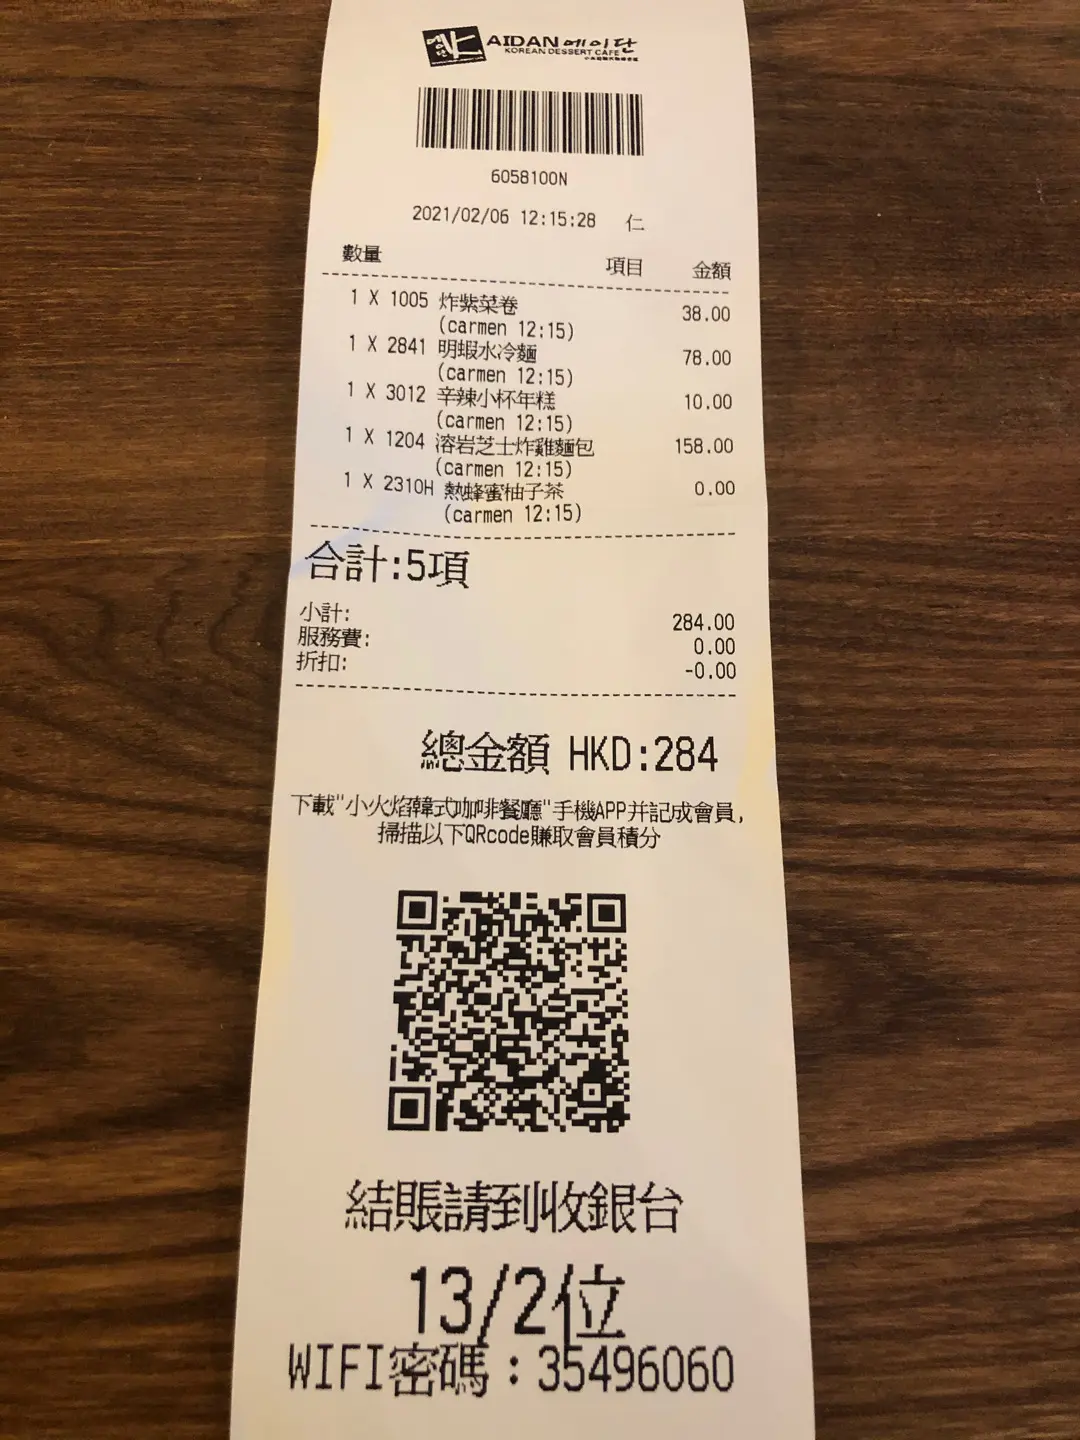 AIDAN 에이단
KOREAN DESSERT CAFE
6058100N
2021/02/06 12:15:28 仁
數量 項目 金額
1 X 1005 炸紫菜卷 38.00
(carmen 12:15)
1 X 2841 明蝦水冷麵 78.00
(carmen 12:15)
1 X 3012 辛辣小杯年糕 10.00
(carmen 12:15)
1 X 1204 溶岩芝士炸雞麵包 158.00
(carmen 12:15)
1 X 2310H 熱蜂蜜柚子茶 0.00
(carmen 12:15)
合計:5項
小計: 284.00
服務費: 0.00
折扣: -0.00
總金額 HKD:284
下載"小火焰韓式咖啡餐廳"手機APP并記成會員,
掃描以下QRcode賺取會員積分
結賬請到收銀台
13/2位
WIFI密碼：35496060